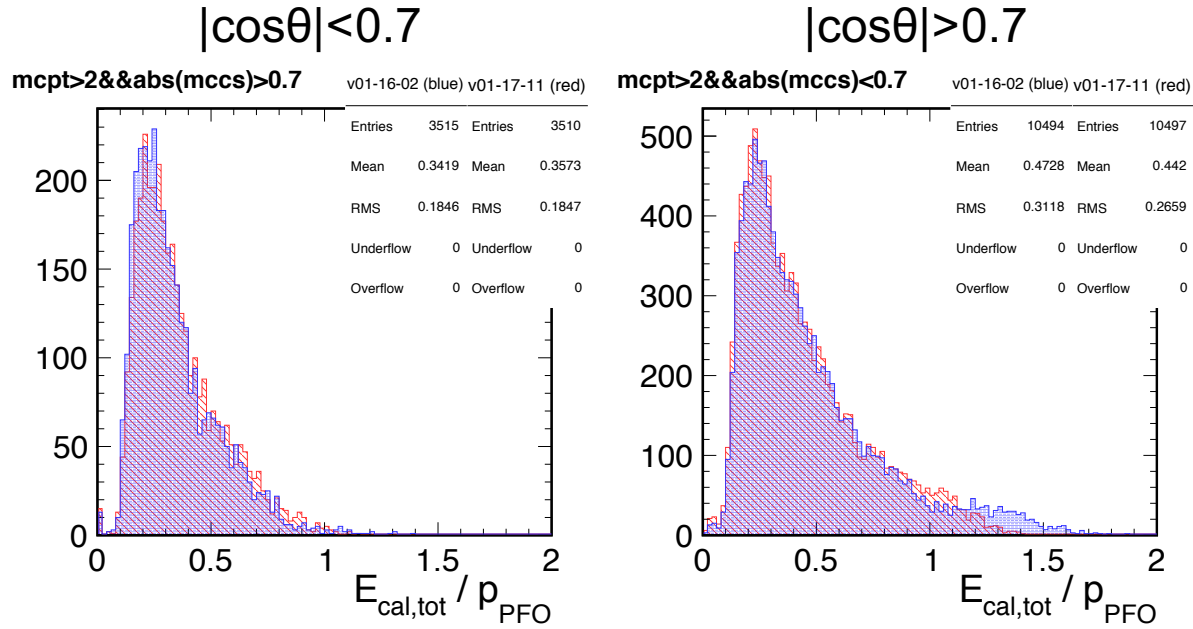 |cosθ|<0.7
mcpt>2&&abs(mccs)>0.7
v01-16-02 (blue) v01-17-11 (red)
Entries 3515 Entries 3510
Mean 0.3419 Mean 0.3573
RMS 0.1846 RMS 0.1847
Underflow 0 Underflow 0
Overflow 0 Overflow 0
200
150
100
50
0
0 0.5 1 1.5 2
E_cal,tot / p_PFO
|cosθ|>0.7
mcpt>2&&abs(mccs)<0.7
v01-16-02 (blue) v01-17-11 (red)
Entries 10494 Entries 10497
Mean 0.4728 Mean 0.442
RMS 0.3118 RMS 0.2659
Underflow 0 Underflow 0
Overflow 0 Overflow 0
500
400
300
200
100
0
0 0.5 1 1.5 2
E_cal,tot / p_PFO